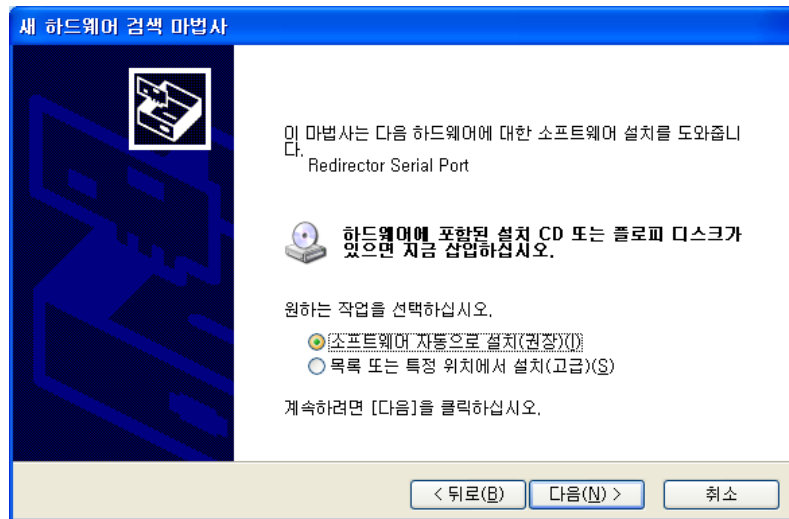 새 하드웨어 검색 마법사
이 마법사는 다음 하드웨어에 대한 소프트웨어 설치를 도와줍니
다.
Redirector Serial Port
하드웨어에 포함된 설치 CD 또는 플로피 디스크가
있으면 지금 삽입하십시오.
원하는 작업을 선택하십시오.
소프트웨어 자동으로 설치(권장)(I)
목록 또는 특정 위치에서 설치(고급)(S)
계속하려면 [다음]을 클릭하십시오.
< 뒤로(B) 다음(N) > 취소